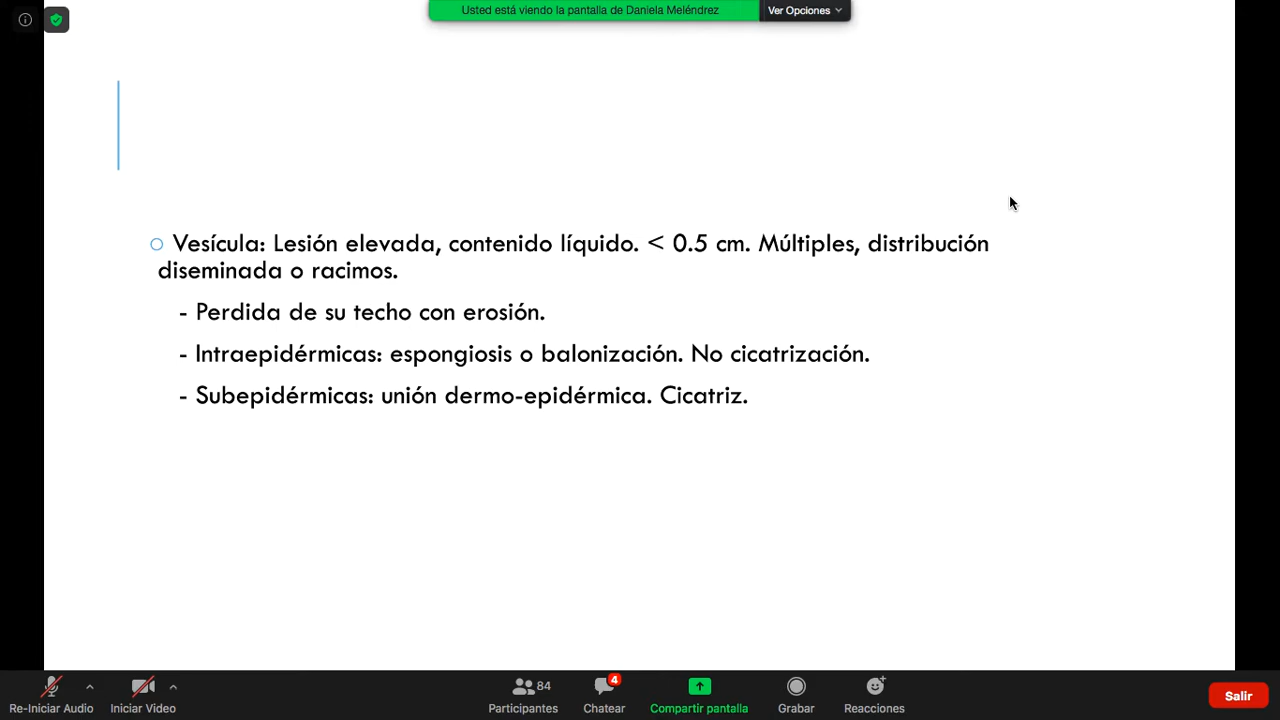 Usted está viendo la pantalla de Daniela Meléndrez
Ver Opciones
Vesícula: Lesión elevada, contenido líquido. < 0.5 cm. Múltiples, distribución
diseminada o racimos.
- Perdida de su techo con erosión.
- Intraepidérmicas: espongiosis o balonización. No cicatrización.
- Subepidérmicas: unión dermo-epidérmica. Cicatriz.
84
4
Re-Iniciar Audio
Iniciar Video
Participantes
Chatear
Compartir pantalla
Grabar
Reacciones
Salir